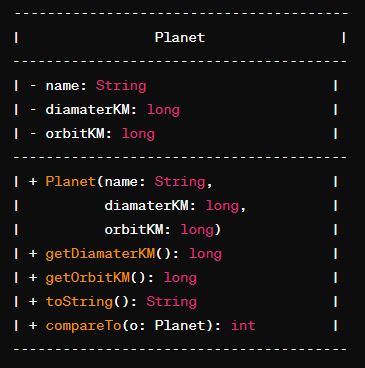 ----------------------------------------
|                Planet                |
----------------------------------------
| - name: String                      |
| - diamaterKM: long                  |
| - orbitKM: long                     |
----------------------------------------
| + Planet(name: String,              |
|          diamaterKM: long,          |
|          orbitKM: long)             |
| + getDiamaterKM(): long             |
| + getOrbitKM(): long                |
| + toString(): String                |
| + compareTo(o: Planet): int         |
----------------------------------------